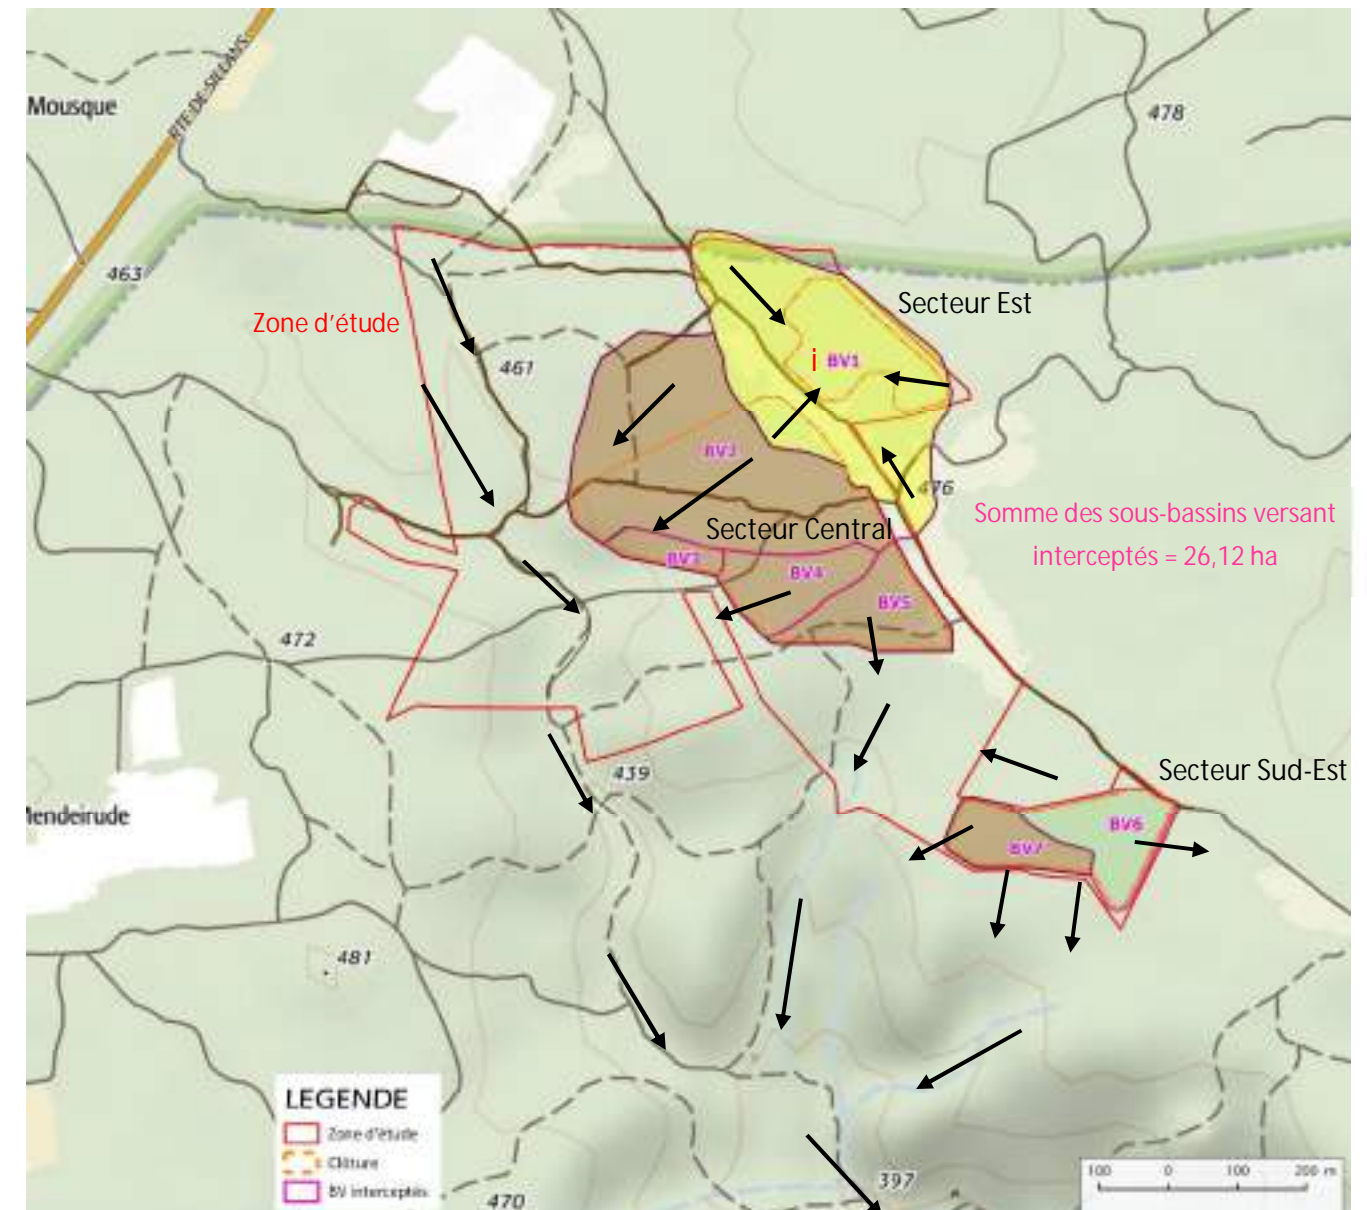 RTE-DE-SILLANS
Mousque
478
463
Secteur Est
Zone d'étude
461
i
BV1
BV2
476
Somme des sous-bassins versant
interceptés = 26,12 ha
Secteur Central
BV3
BV4
BV5
472
439
Secteur Sud-Est
Mendeirude
BV6
BV7
481
LEGENDE
Zone d'étude
Clôture
BV interceptés
470
397
100 0 100 200 m